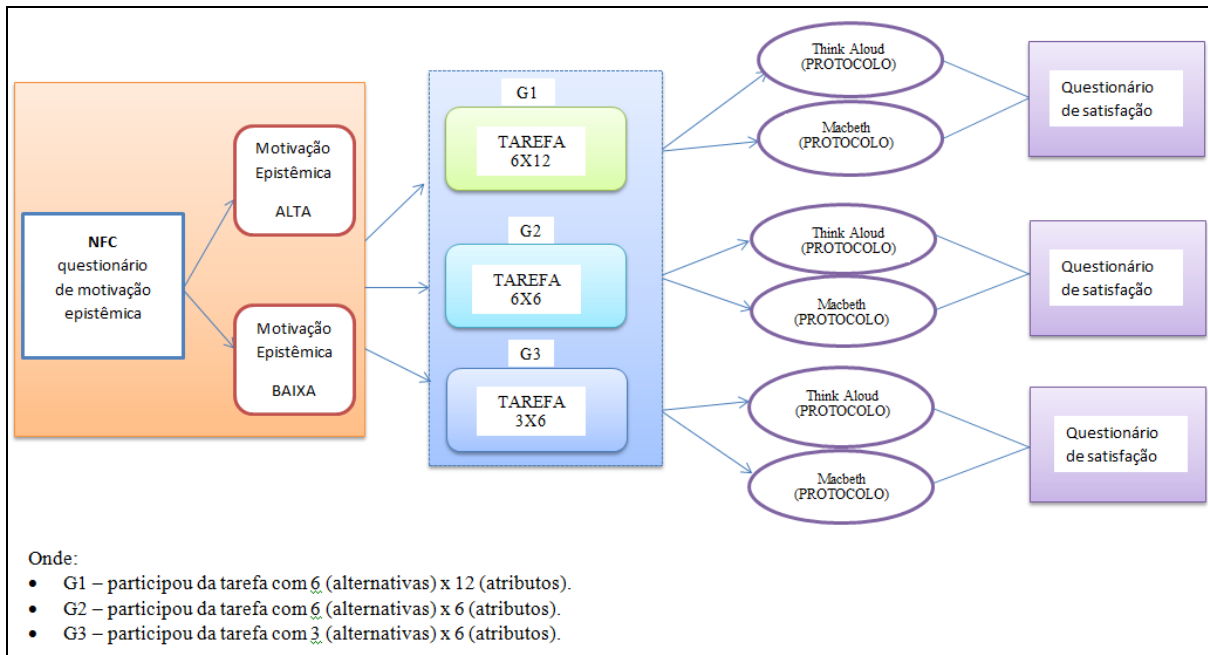 NFC
questionário
de motivação
epistêmica
Motivação
Epistêmica
ALTA
Motivação
Epistêmica
BAIXA
G1
TAREFA
6X12
G2
TAREFA
6X6
G3
TAREFA
3X6
Think Aloud
(PROTOCOLO)
Macbeth
(PROTOCOLO)
Questionário
de satisfação
Think Aloud
(PROTOCOLO)
Macbeth
(PROTOCOLO)
Questionário
de satisfação
Think Aloud
(PROTOCOLO)
Macbeth
(PROTOCOLO)
Questionário
de satisfação
Onde:
• G1 – participou da tarefa com 6 (alternativas) x 12 (atributos).
• G2 – participou da tarefa com 6 (alternativas) x 6 (atributos).
• G3 – participou da tarefa com 3 (alternativas) x 6 (atributos).